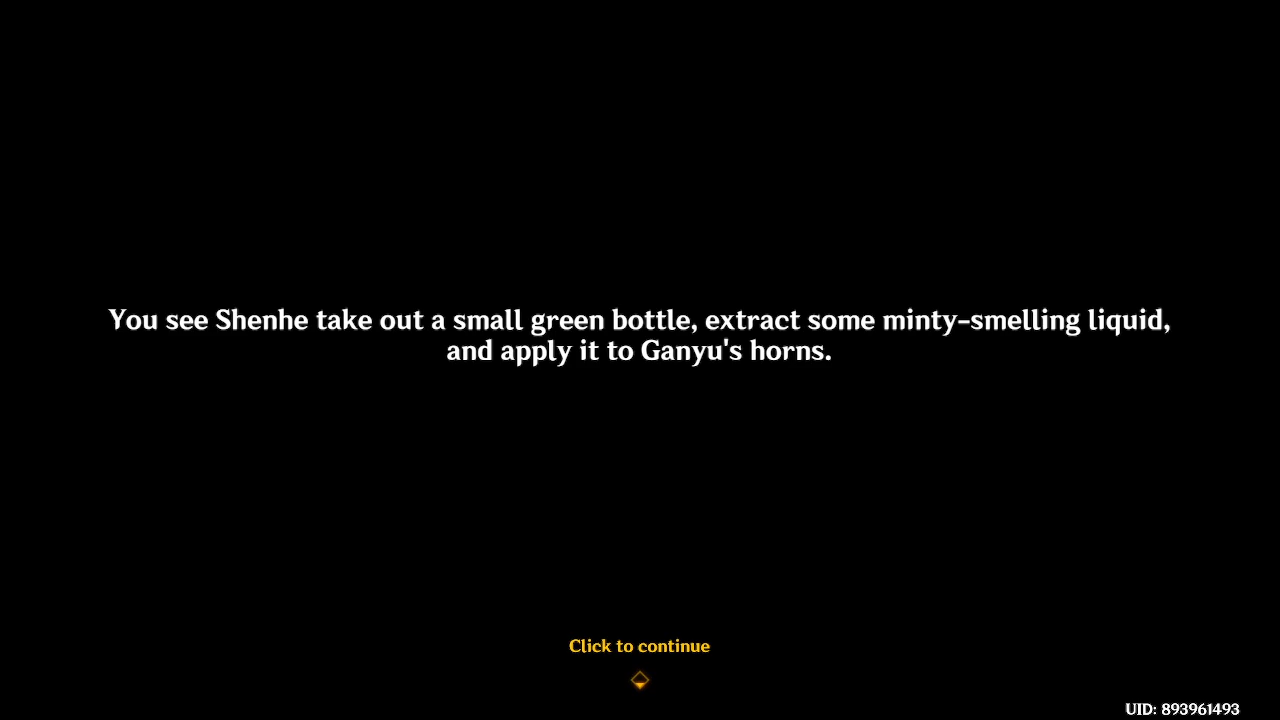 You see Shenhe take out a small green bottle, extract some minty-smelling liquid,
and apply it to Ganyu's horns.
Click to continue
UID: 893961493